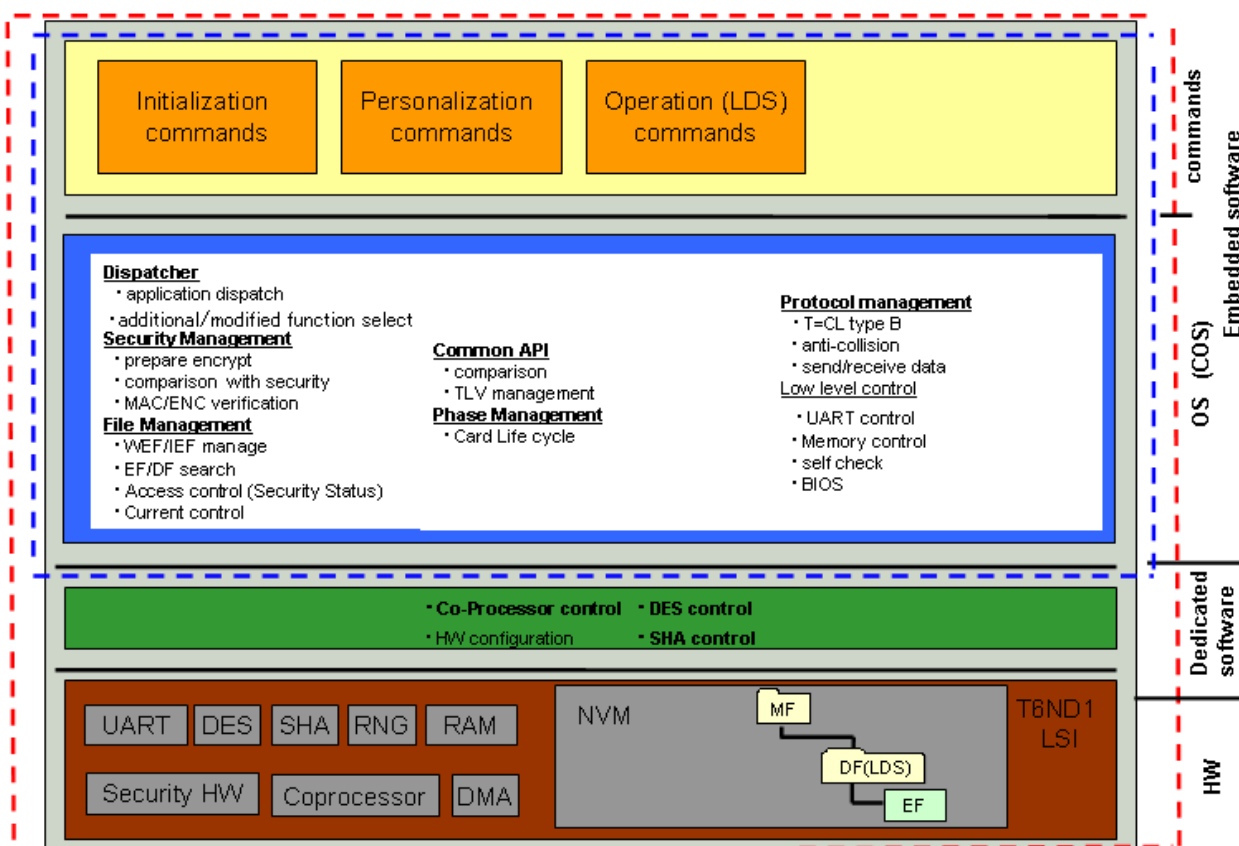 Initialization
commands
Personalization
commands
Operation (LDS)
commands
commands
Embedded software
Dispatcher
・application dispatch
・additional/modified function select
Security Management
・prepare encrypt
・comparison with security
・MAC/ENC verification
File Management
・WEF/IEF manage
・EF/DF search
・Access control (Security Status)
・Current control
Common API
・comparison
・TLV management
Phase Management
・Card Life cycle
Protocol management
・T=CL type B
・anti-collision
・send/receive data
Low level control
・UART control
・Memory control
・self check
・BIOS
OS (COS)
・Co-Processor control ・DES control
・HW configuration ・SHA control
Dedicated
software
UART DES SHA RNG RAM
Security HW Coprocessor DMA
NVM
MF
DF(LDS)
EF
T6ND1
LSI
HW